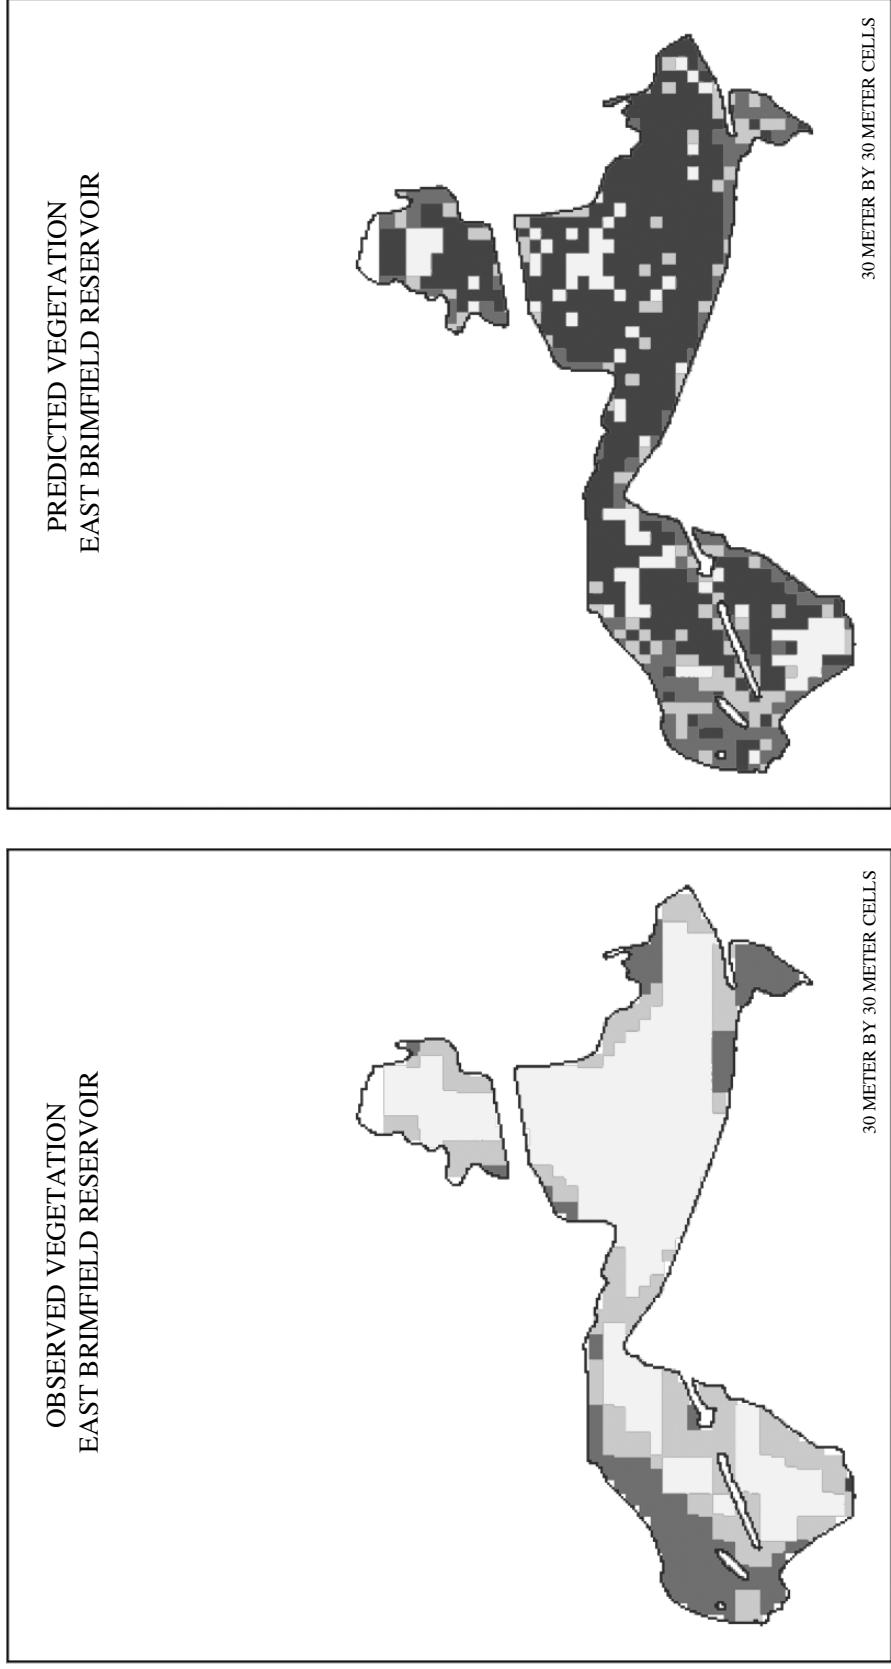 PREDICTED VEGETATION
EAST BRIMFIELD RESERVOIR
30 METER BY 30 METER CELLS
OBSERVED VEGETATION
EAST BRIMFIELD RESERVOIR
30 METER BY 30 METER CELLS